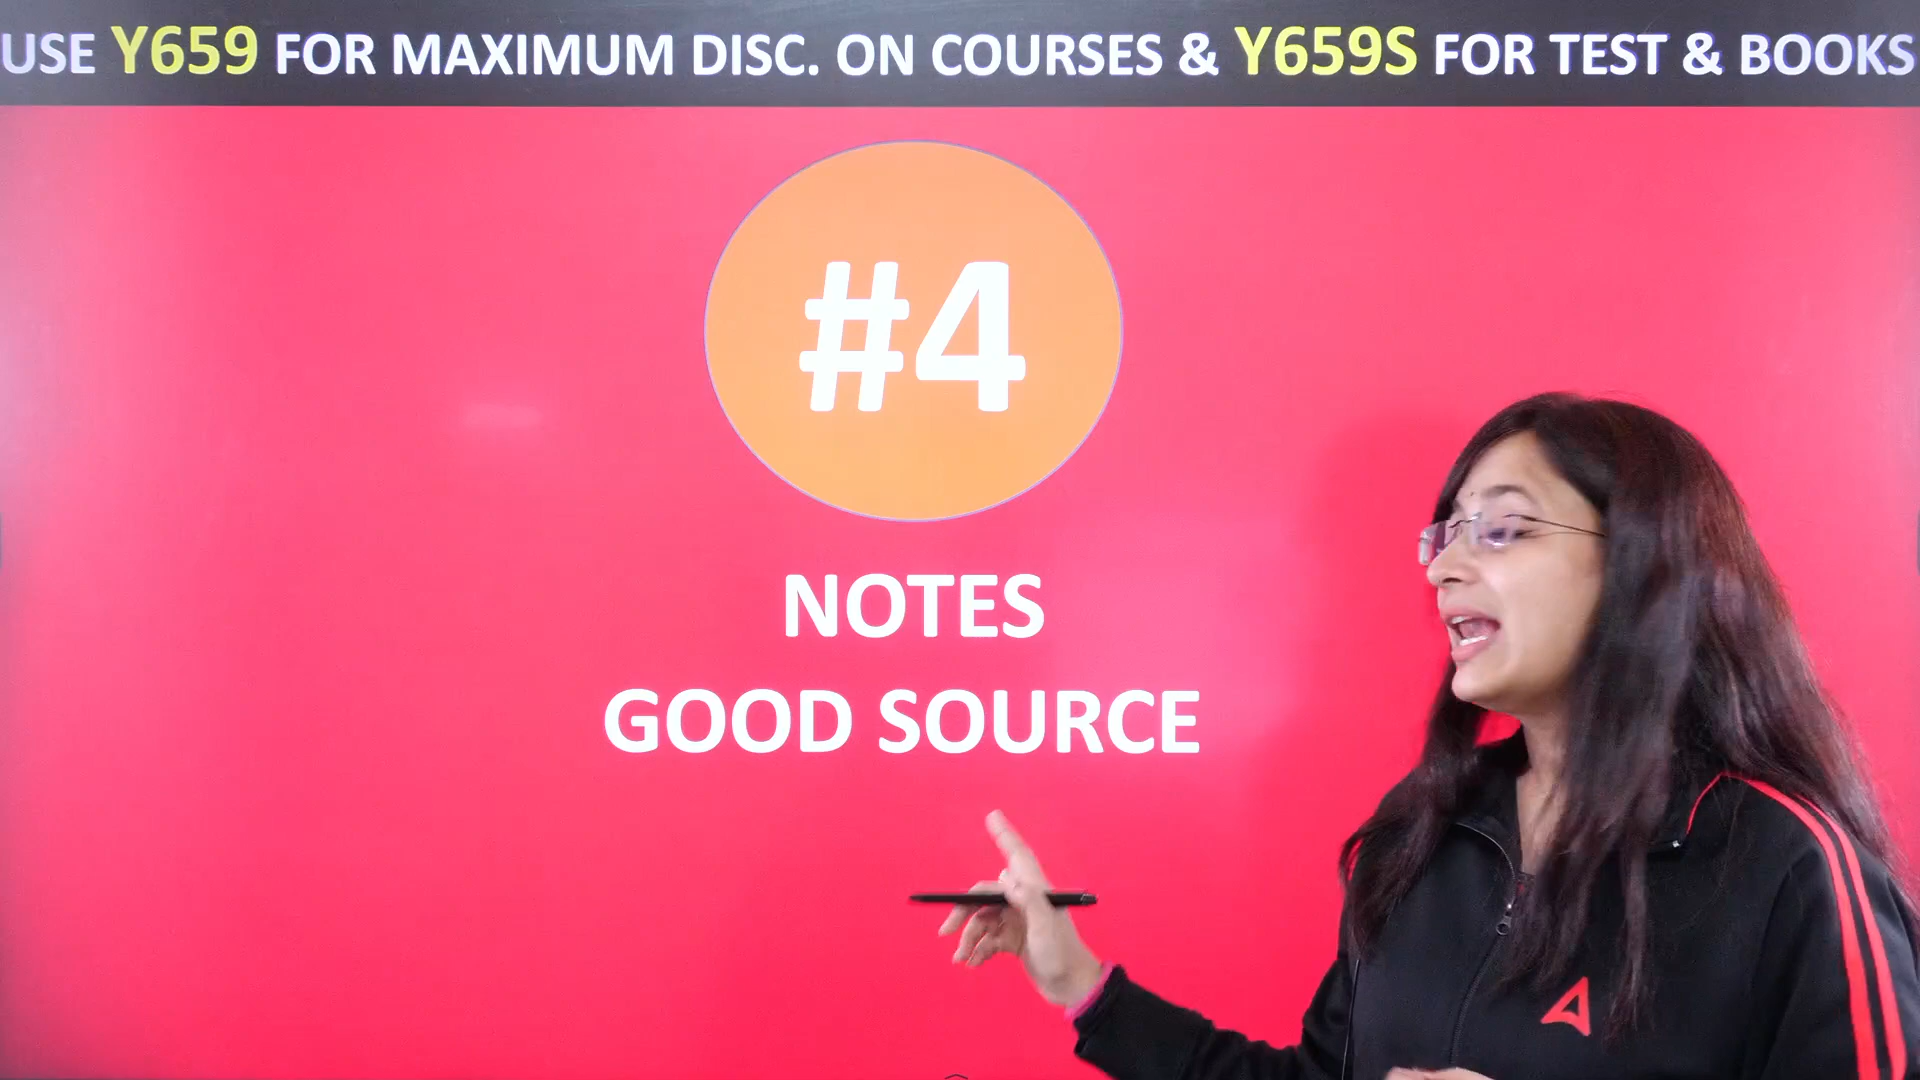 USE Y659 FOR MAXIMUM DISC. ON COURSES & Y659S FOR TEST & BOOKS
#4
NOTES
GOOD SOURCE